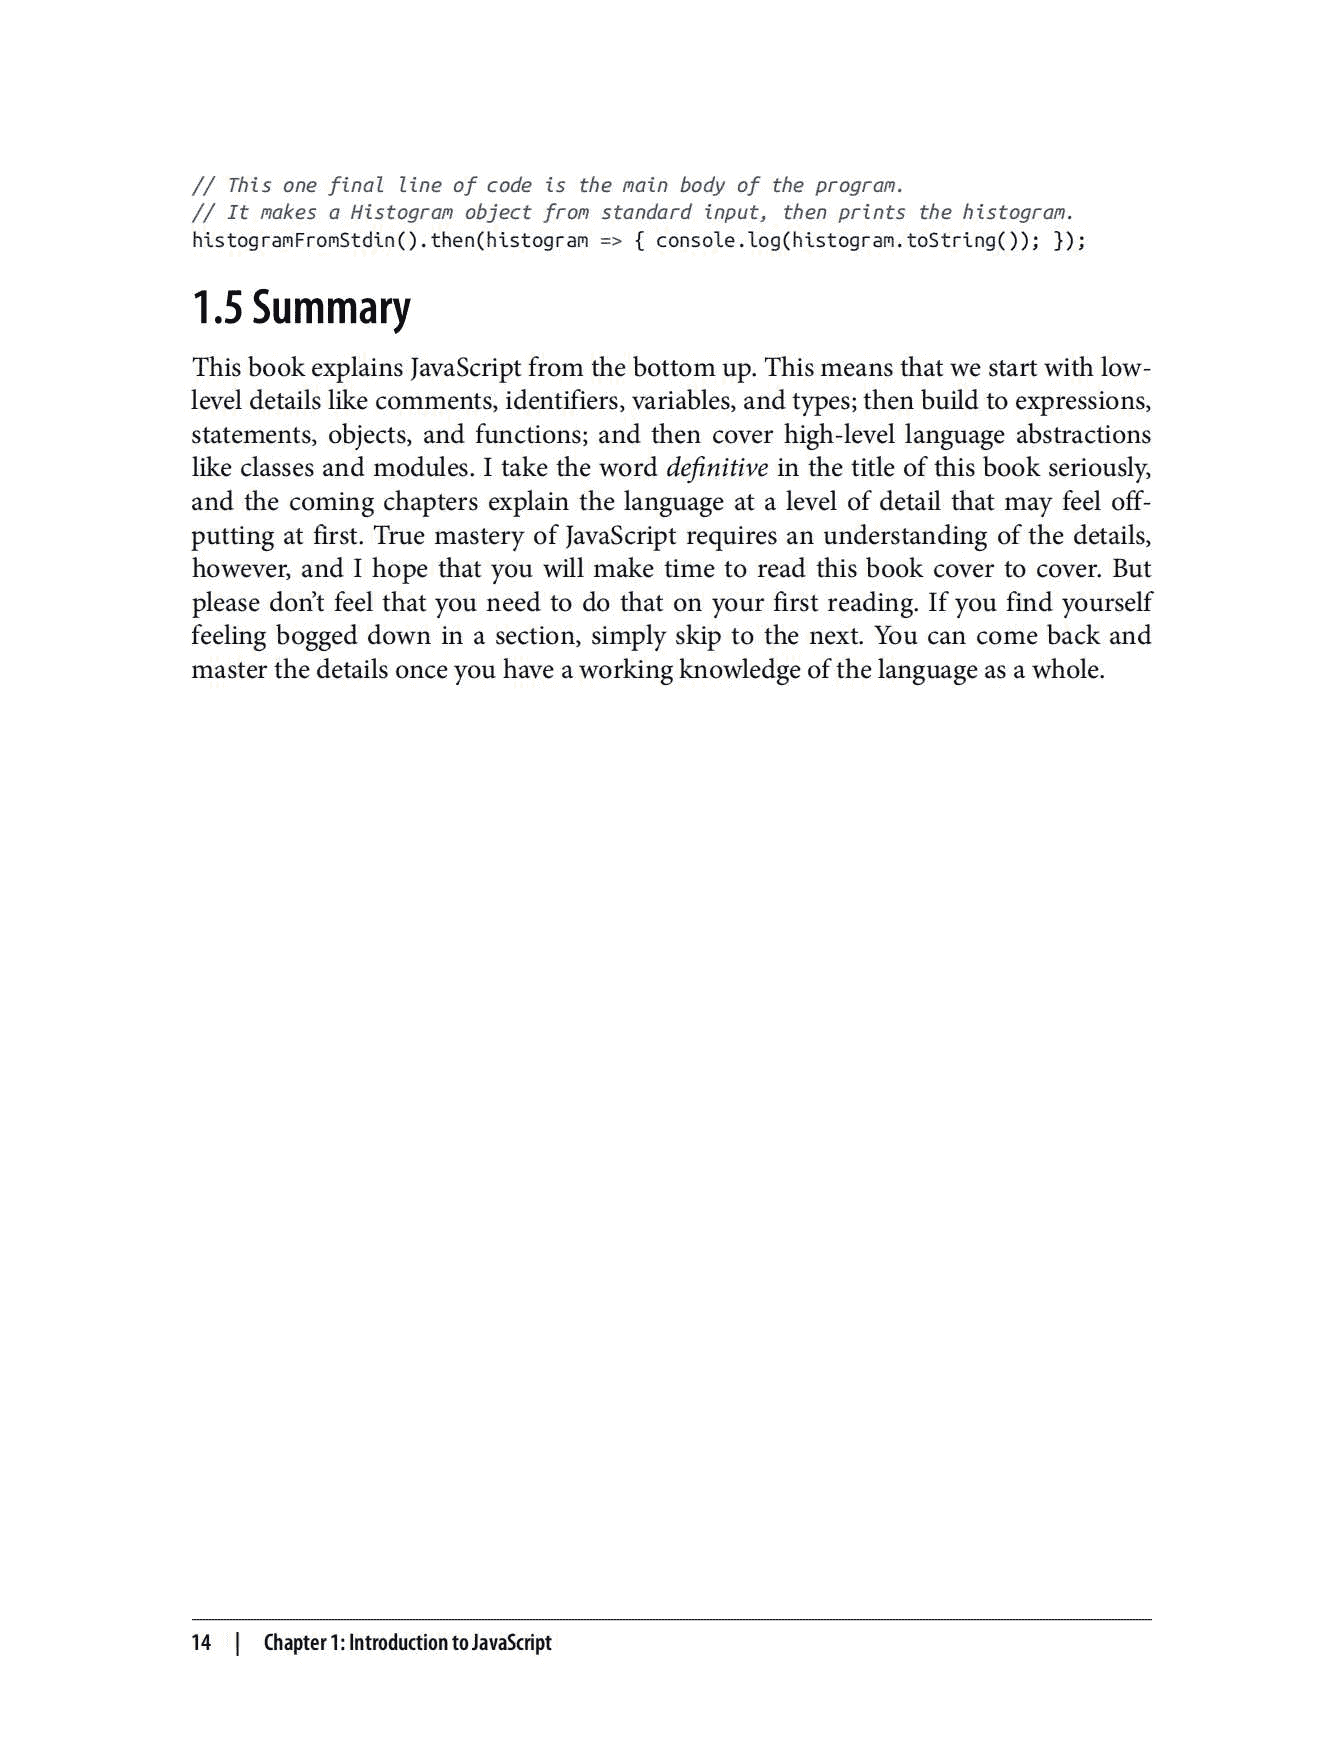 // This one final line of code is the main body of the program.
// It makes a Histogram object from standard input, then prints the histogram.
histogramFromStdin().then(histogram => { console.log(histogram.toString()); });
1.5 Summary
This book explains JavaScript from the bottom up. This means that we start with low-
level details like comments, identifiers, variables, and types; then build to expressions,
statements, objects, and functions; and then cover high-level language abstractions
like classes and modules. I take the word definitive in the title of this book seriously,
and the coming chapters explain the language at a level of detail that may feel off-
putting at first. True mastery of JavaScript requires an understanding of the details,
however, and I hope that you will make time to read this book cover to cover. But
please don’t feel that you need to do that on your first reading. If you find yourself
feeling bogged down in a section, simply skip to the next. You can come back and
master the details once you have a working knowledge of the language as a whole.
14 | Chapter 1: Introduction to JavaScript